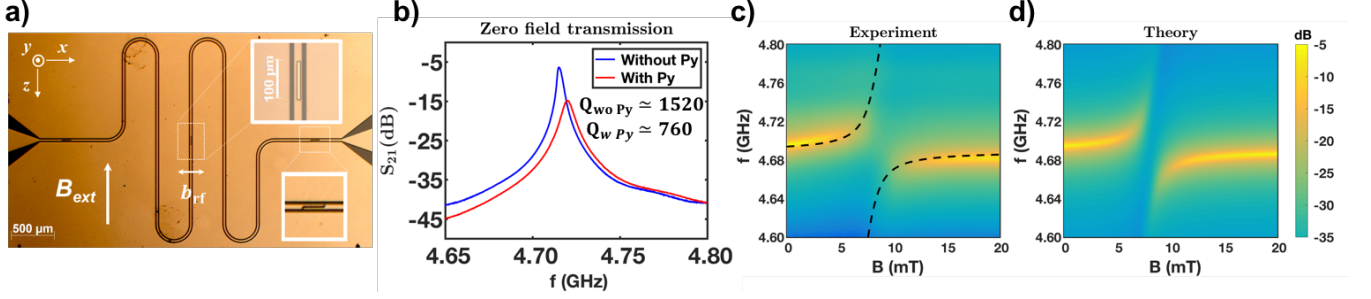 a)
y
x
z
100 µm
B_ext
b_rf
500 µm
b)
Zero field transmission
Without Py
With Py
Q_wo Py ≃ 1520
Q_w Py ≃ 760
S_21 (dB)
-5
-15
-25
-35
-45
4.65
4.70
4.75
4.80
f (GHz)
c)
Experiment
f (GHz)
4.80
4.76
4.72
4.68
4.64
4.60
0
5
10
15
20
B (mT)
d)
Theory
f (GHz)
4.80
4.76
4.72
4.68
4.64
4.60
0
5
10
15
20
B (mT)
dB
-5
-10
-15
-20
-25
-30
-35